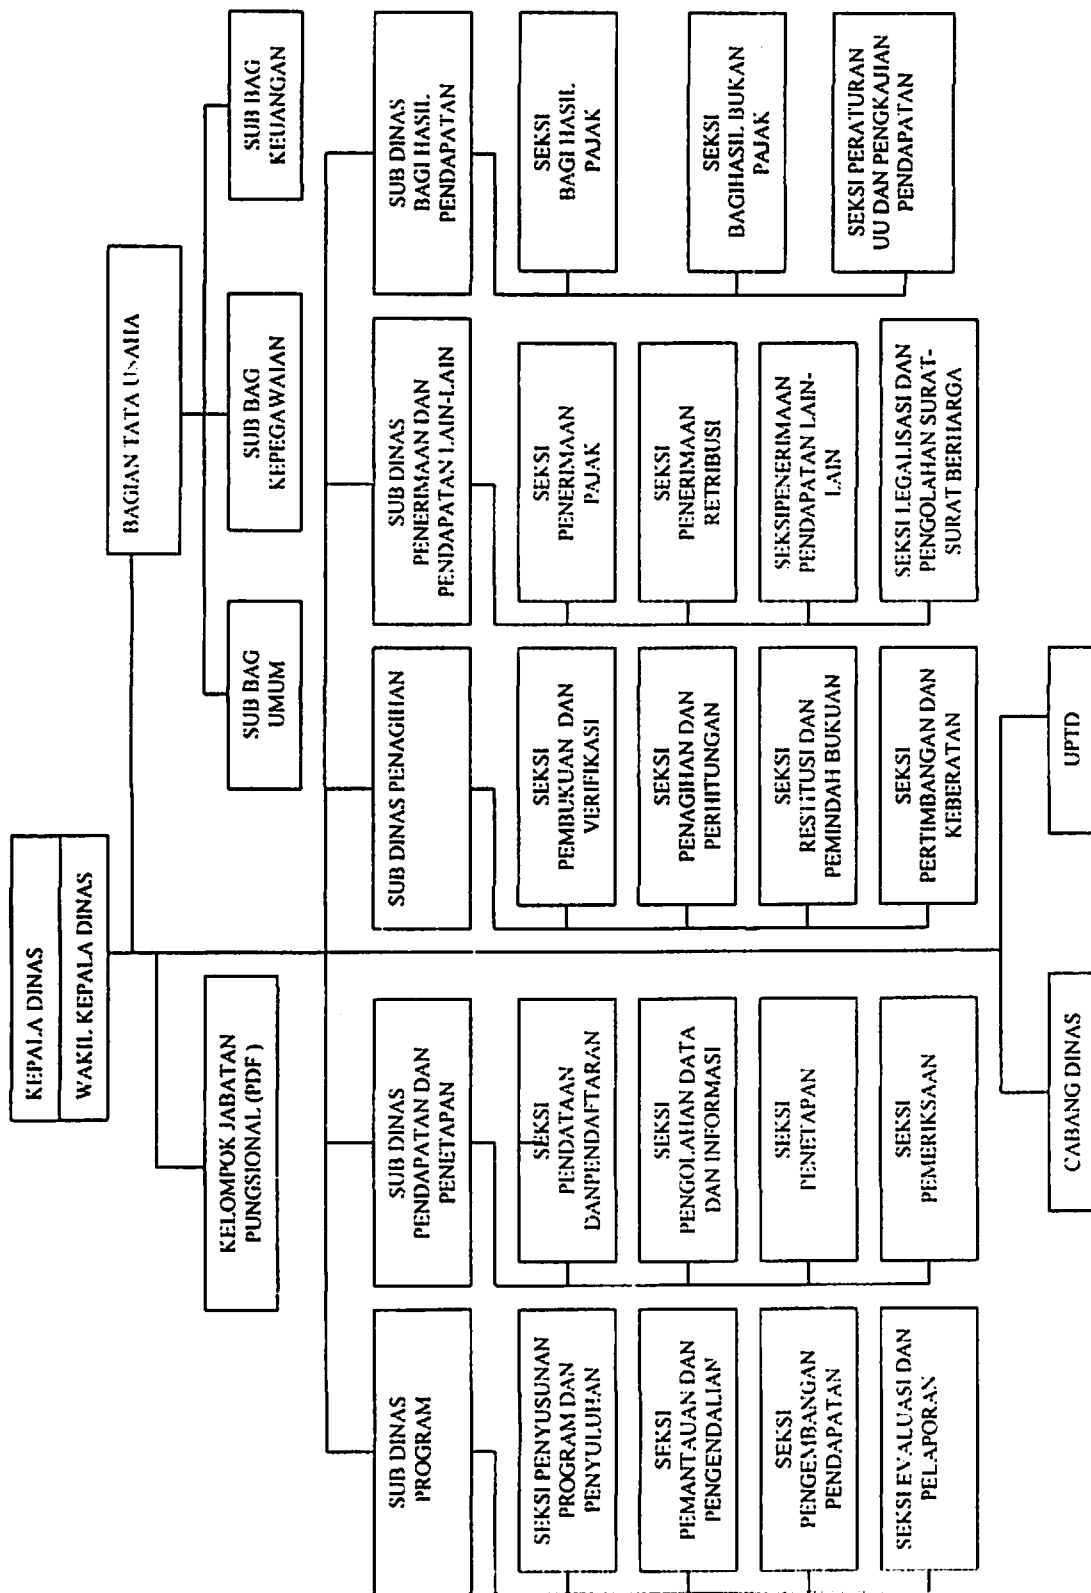 KEPALA DINAS
WAKIL KEPALA DINAS
BAGIAN TATA USAHA
KELOMPOK JABATAN
PUNGSIONAL (PDF )
SUB BAG
UMUM
SUB BAG
KEPEGAWAIAN
SUB BAG
KEUANGAN
SUB DINAS
PROGRAM
SUB DINAS
PENDAPATAN DAN
PENETAPAN
SUB DINAS PENAGIHAN
SUB DINAS
PENERIMAAN DAN
PENDAPATAN LAIN-LAIN
SUB DINAS
BAGI HASIL
PENDAPATAN
SEKSI PENYUSUNAN
PROGRAM DAN
PENYULUHAN
SEKSI
PENDATAAN
DANPENDAFTARAN
SEKSI
PEMBUKUAN DAN
VERIFIKASI
SEKSI
PENERIMAAN
PAJAK
SEKSI
BAGI HASIL
PAJAK
SEKSI
PEMANTAUAN DAN
PENGENDALIAN
SEKSI
PENGOLAHAN DATA
DAN INFORMASI
SEKSI
PENAGIHAN DAN
PERHITUNGAN
SEKSI
PENERIMAAN
RETRIBUSI
SEKSI
BAGIHASIL BUKAN
PAJAK
SEKSI
PENGEMBANGAN
PENDAPATAN
SEKSI
PENETAPAN
SEKSI
RESTITUSI DAN
PEMINDAH BUKUAN
SEKSIPENERIMAAN
PENDAPATAN LAIN-
LAIN
SEKSI PERATURAN
UU DAN PENGKAJIAN
PENDAPATAN
SEKSI EVALUASI DAN
PELAPORAN
SEKSI
PEMERIKSAAN
SEKSI
PERTIMBANGAN DAN
KEBERATAN
SEKSI LEGALISASI DAN
PENGOLAHAN SURAT-
SURAT BERHARGA
CABANG DINAS
UPTD